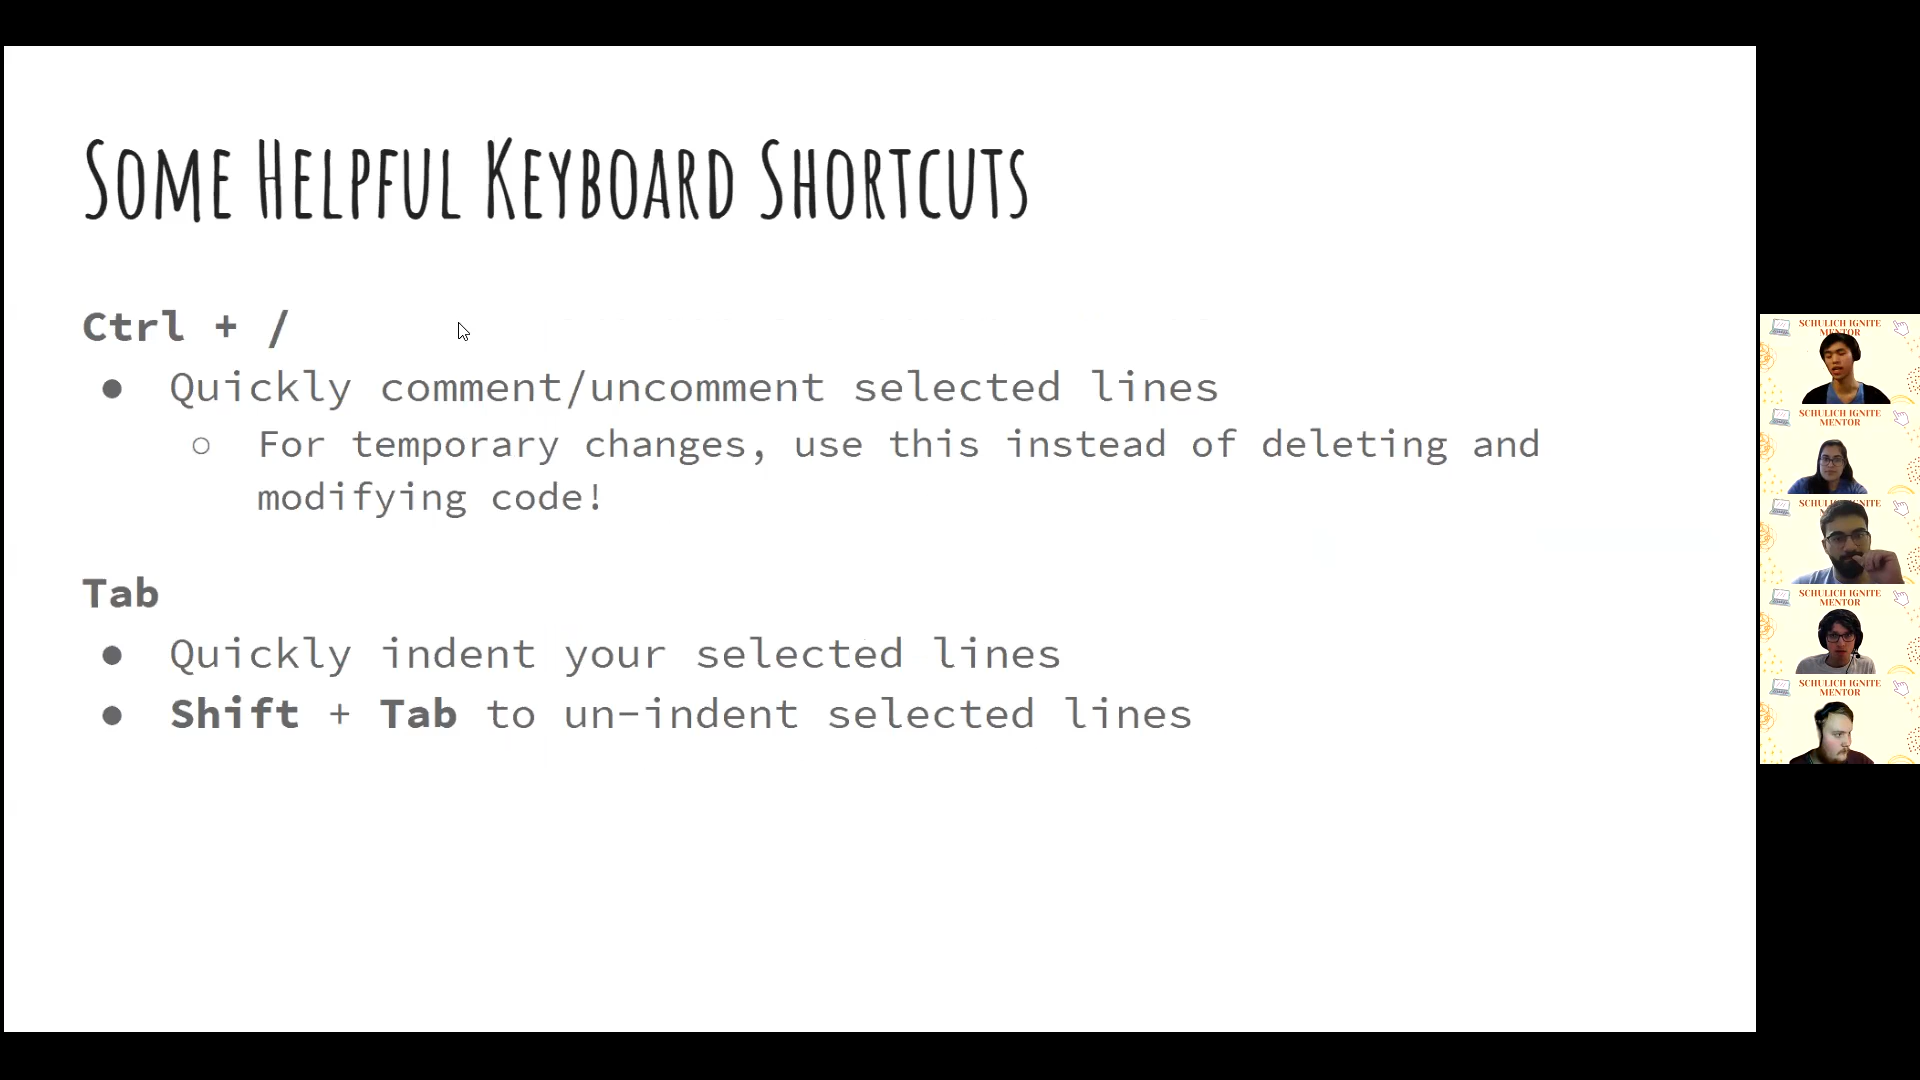 Some Helpful Keyboard Shortcuts
Ctrl + /
● Quickly comment/uncomment selected lines
○ For temporary changes, use this instead of deleting and
modifying code!
Tab
● Quickly indent your selected lines
● Shift + Tab to un-indent selected lines
SCHULICH IGNITE
MENTOR
SCHULICH IGNITE
MENTOR
SCHULICH IGNITE
SCHULICH IGNITE
MENTOR
SCHULICH IGNITE
MENTOR